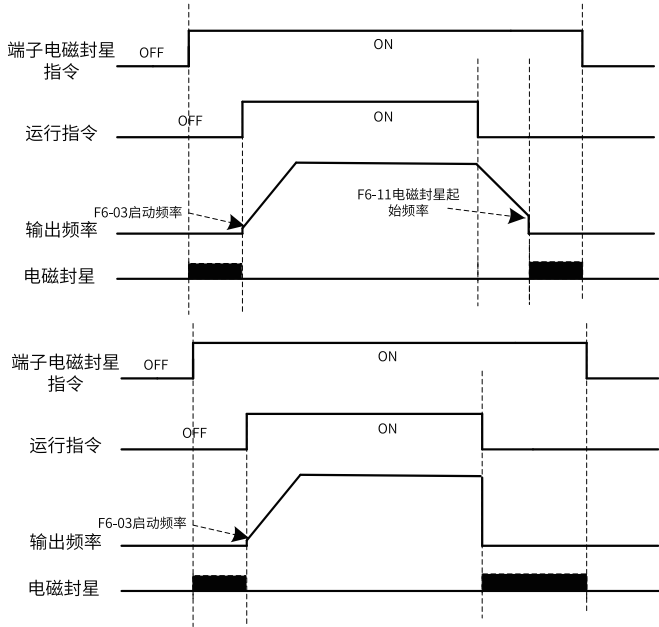 端子电磁封星
指令
OFF
ON
运行指令
OFF
ON
F6-03启动频率
F6-11电磁封星起
始频率
输出频率
电磁封星
端子电磁封星
指令
OFF
ON
运行指令
OFF
ON
F6-03启动频率
输出频率
电磁封星